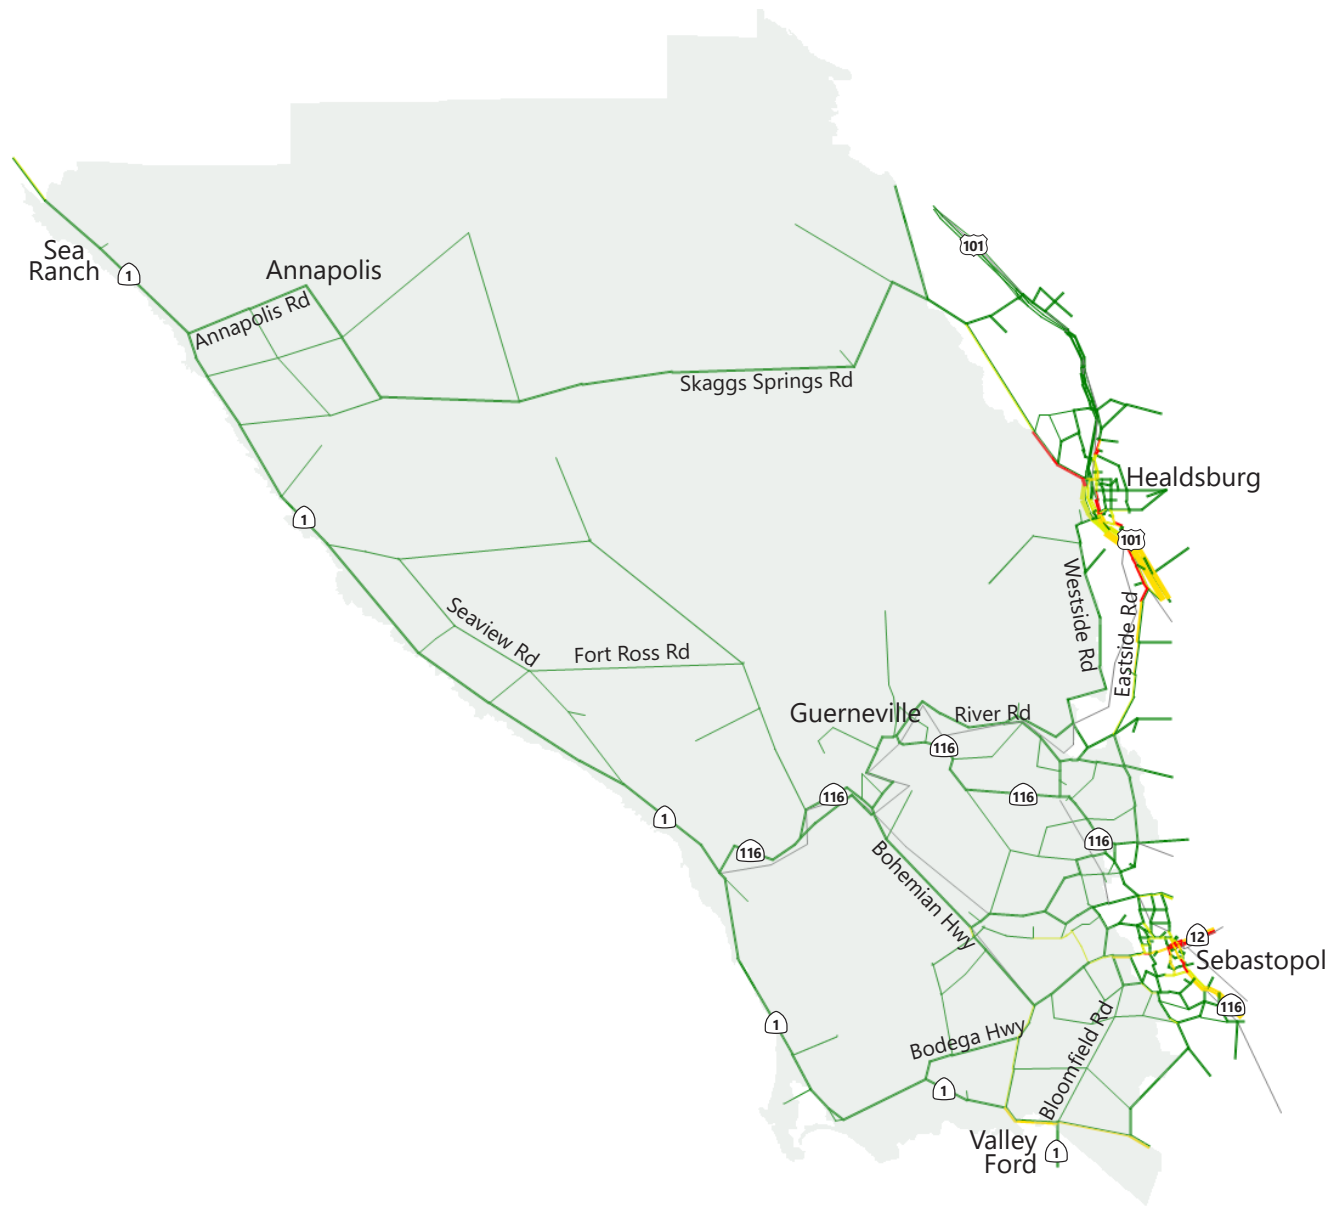 101
Sea
Ranch
1
Annapolis
Annapolis Rd
Skaggs Springs Rd
Healdsburg
1
101
Westside Rd
Eastside Rd
Seaview Rd
Fort Ross Rd
Guerneville
River Rd
116
116
116
1
116
116
Bohemian Hwy
12
Sebastopol
116
1
Bodega Hwy
Bloomfield Rd
1
Valley
Ford
1